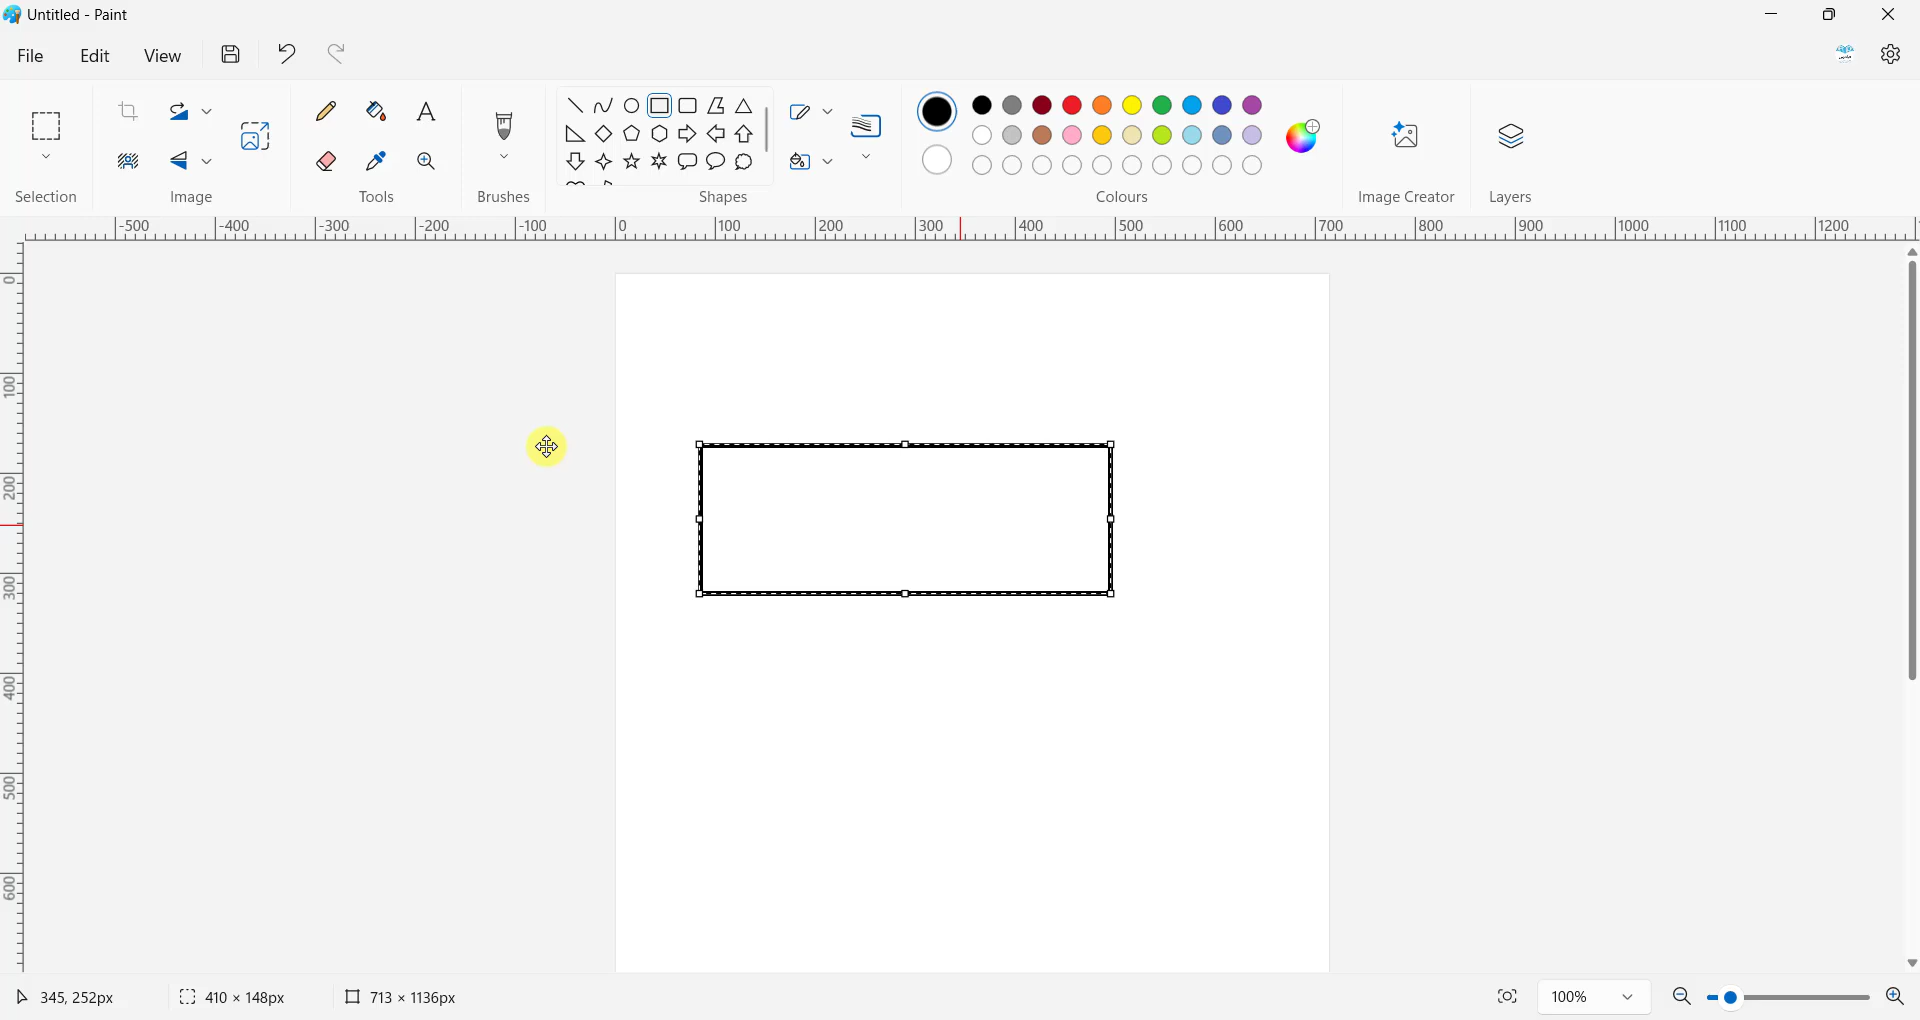 Untitled - Paint
File Edit View
Selection Image Tools Brushes Shapes Colours Image Creator Layers
-500 -400 -300 -200 -100 0 100 200 300 400 500 600 700 800 900 1000 1100 1200
0
100
200
300
400
500
600
345, 252px 410 × 148px 713 × 1136px 100%